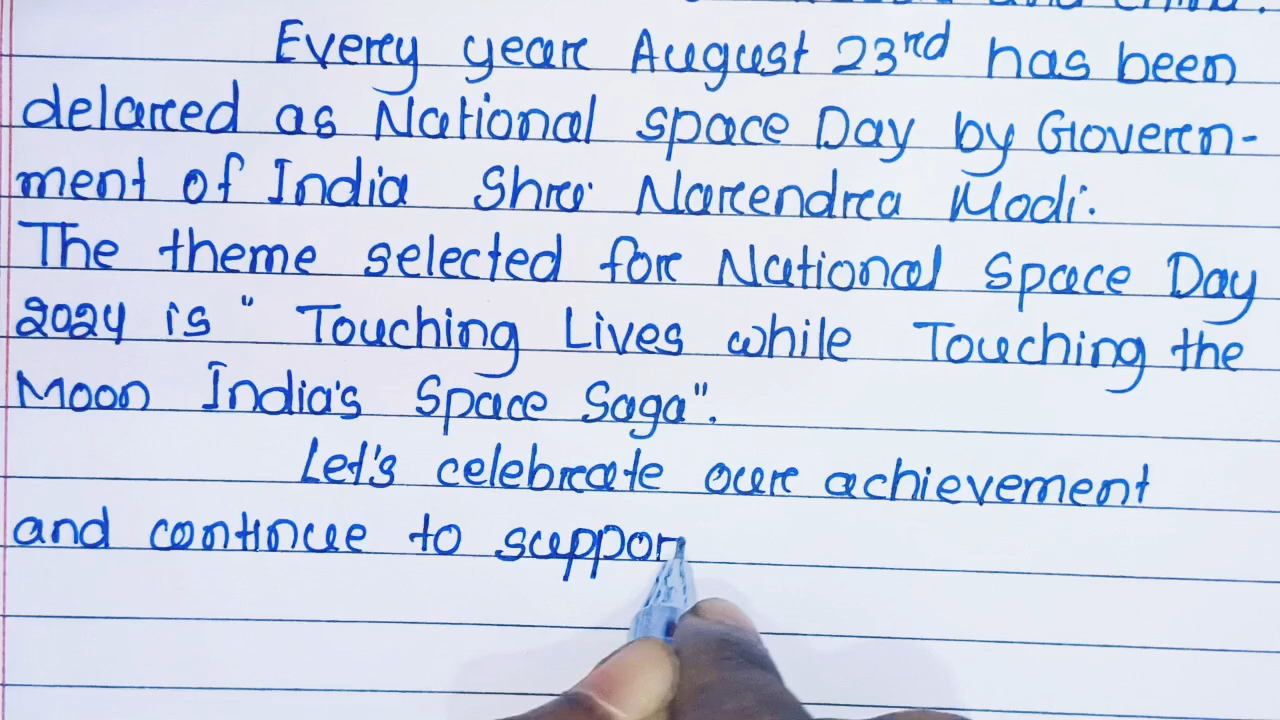 Every year August 23rd has been
delared as National space Day by Govern-
ment of India Shri Narendra Modi.
The theme selected for National Space Day
2024 is " Touching Lives while Touching the
Moon India's Space Saga".
Let's celebrate our achievement
and continue to suppor